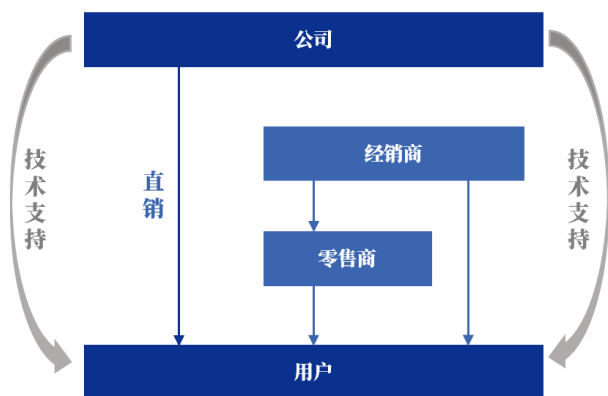 公司
经销商
技术支持
直销
技术支持
零售商
用户